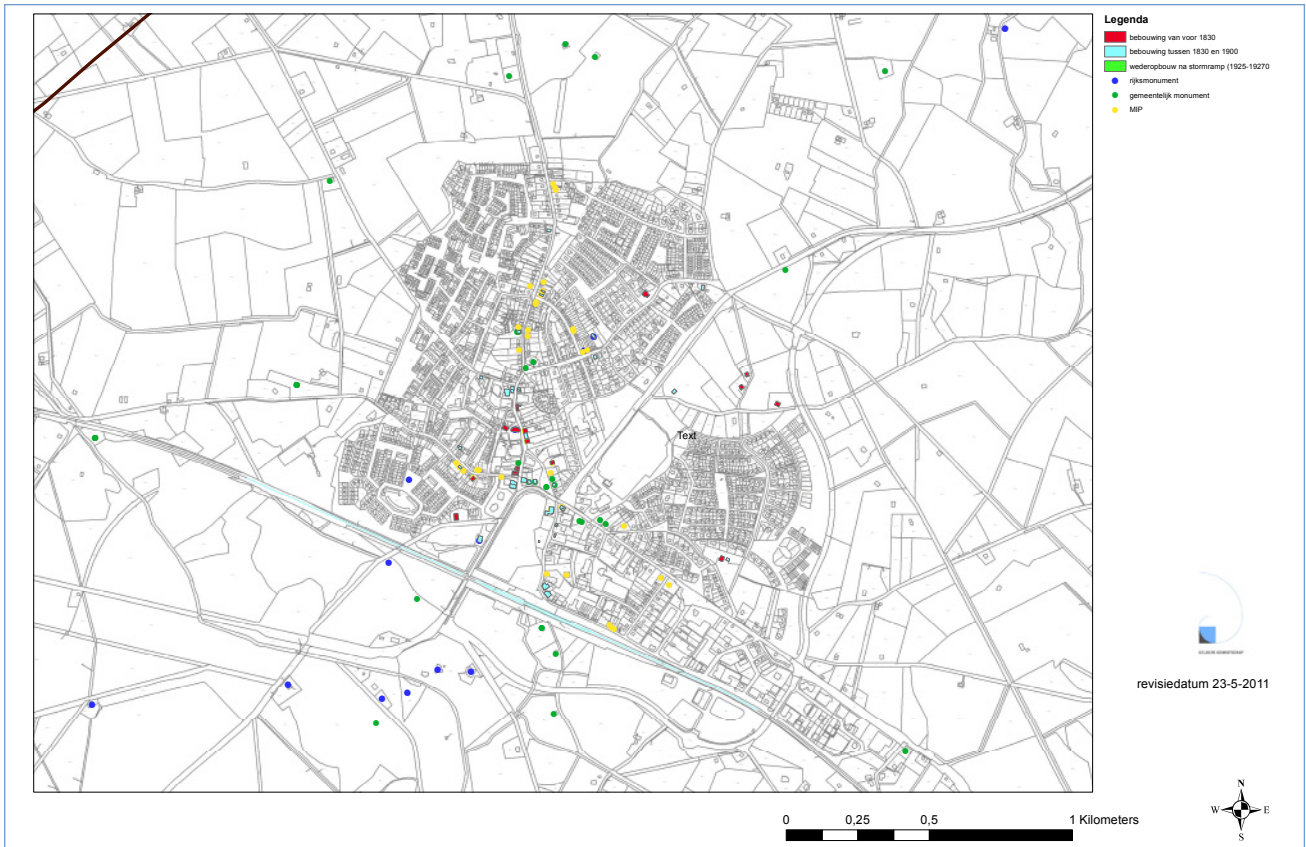 Legenda
bebouwing van voor 1830
bebouwing tussen 1830 en 1900
wederopbouw na stormramp (1925-19270
rijksmonument
gemeentelijk monument
MIP
Text
revisiedatum 23-5-2011
N
W E
S
0 0,25 0,5 1 Kilometers